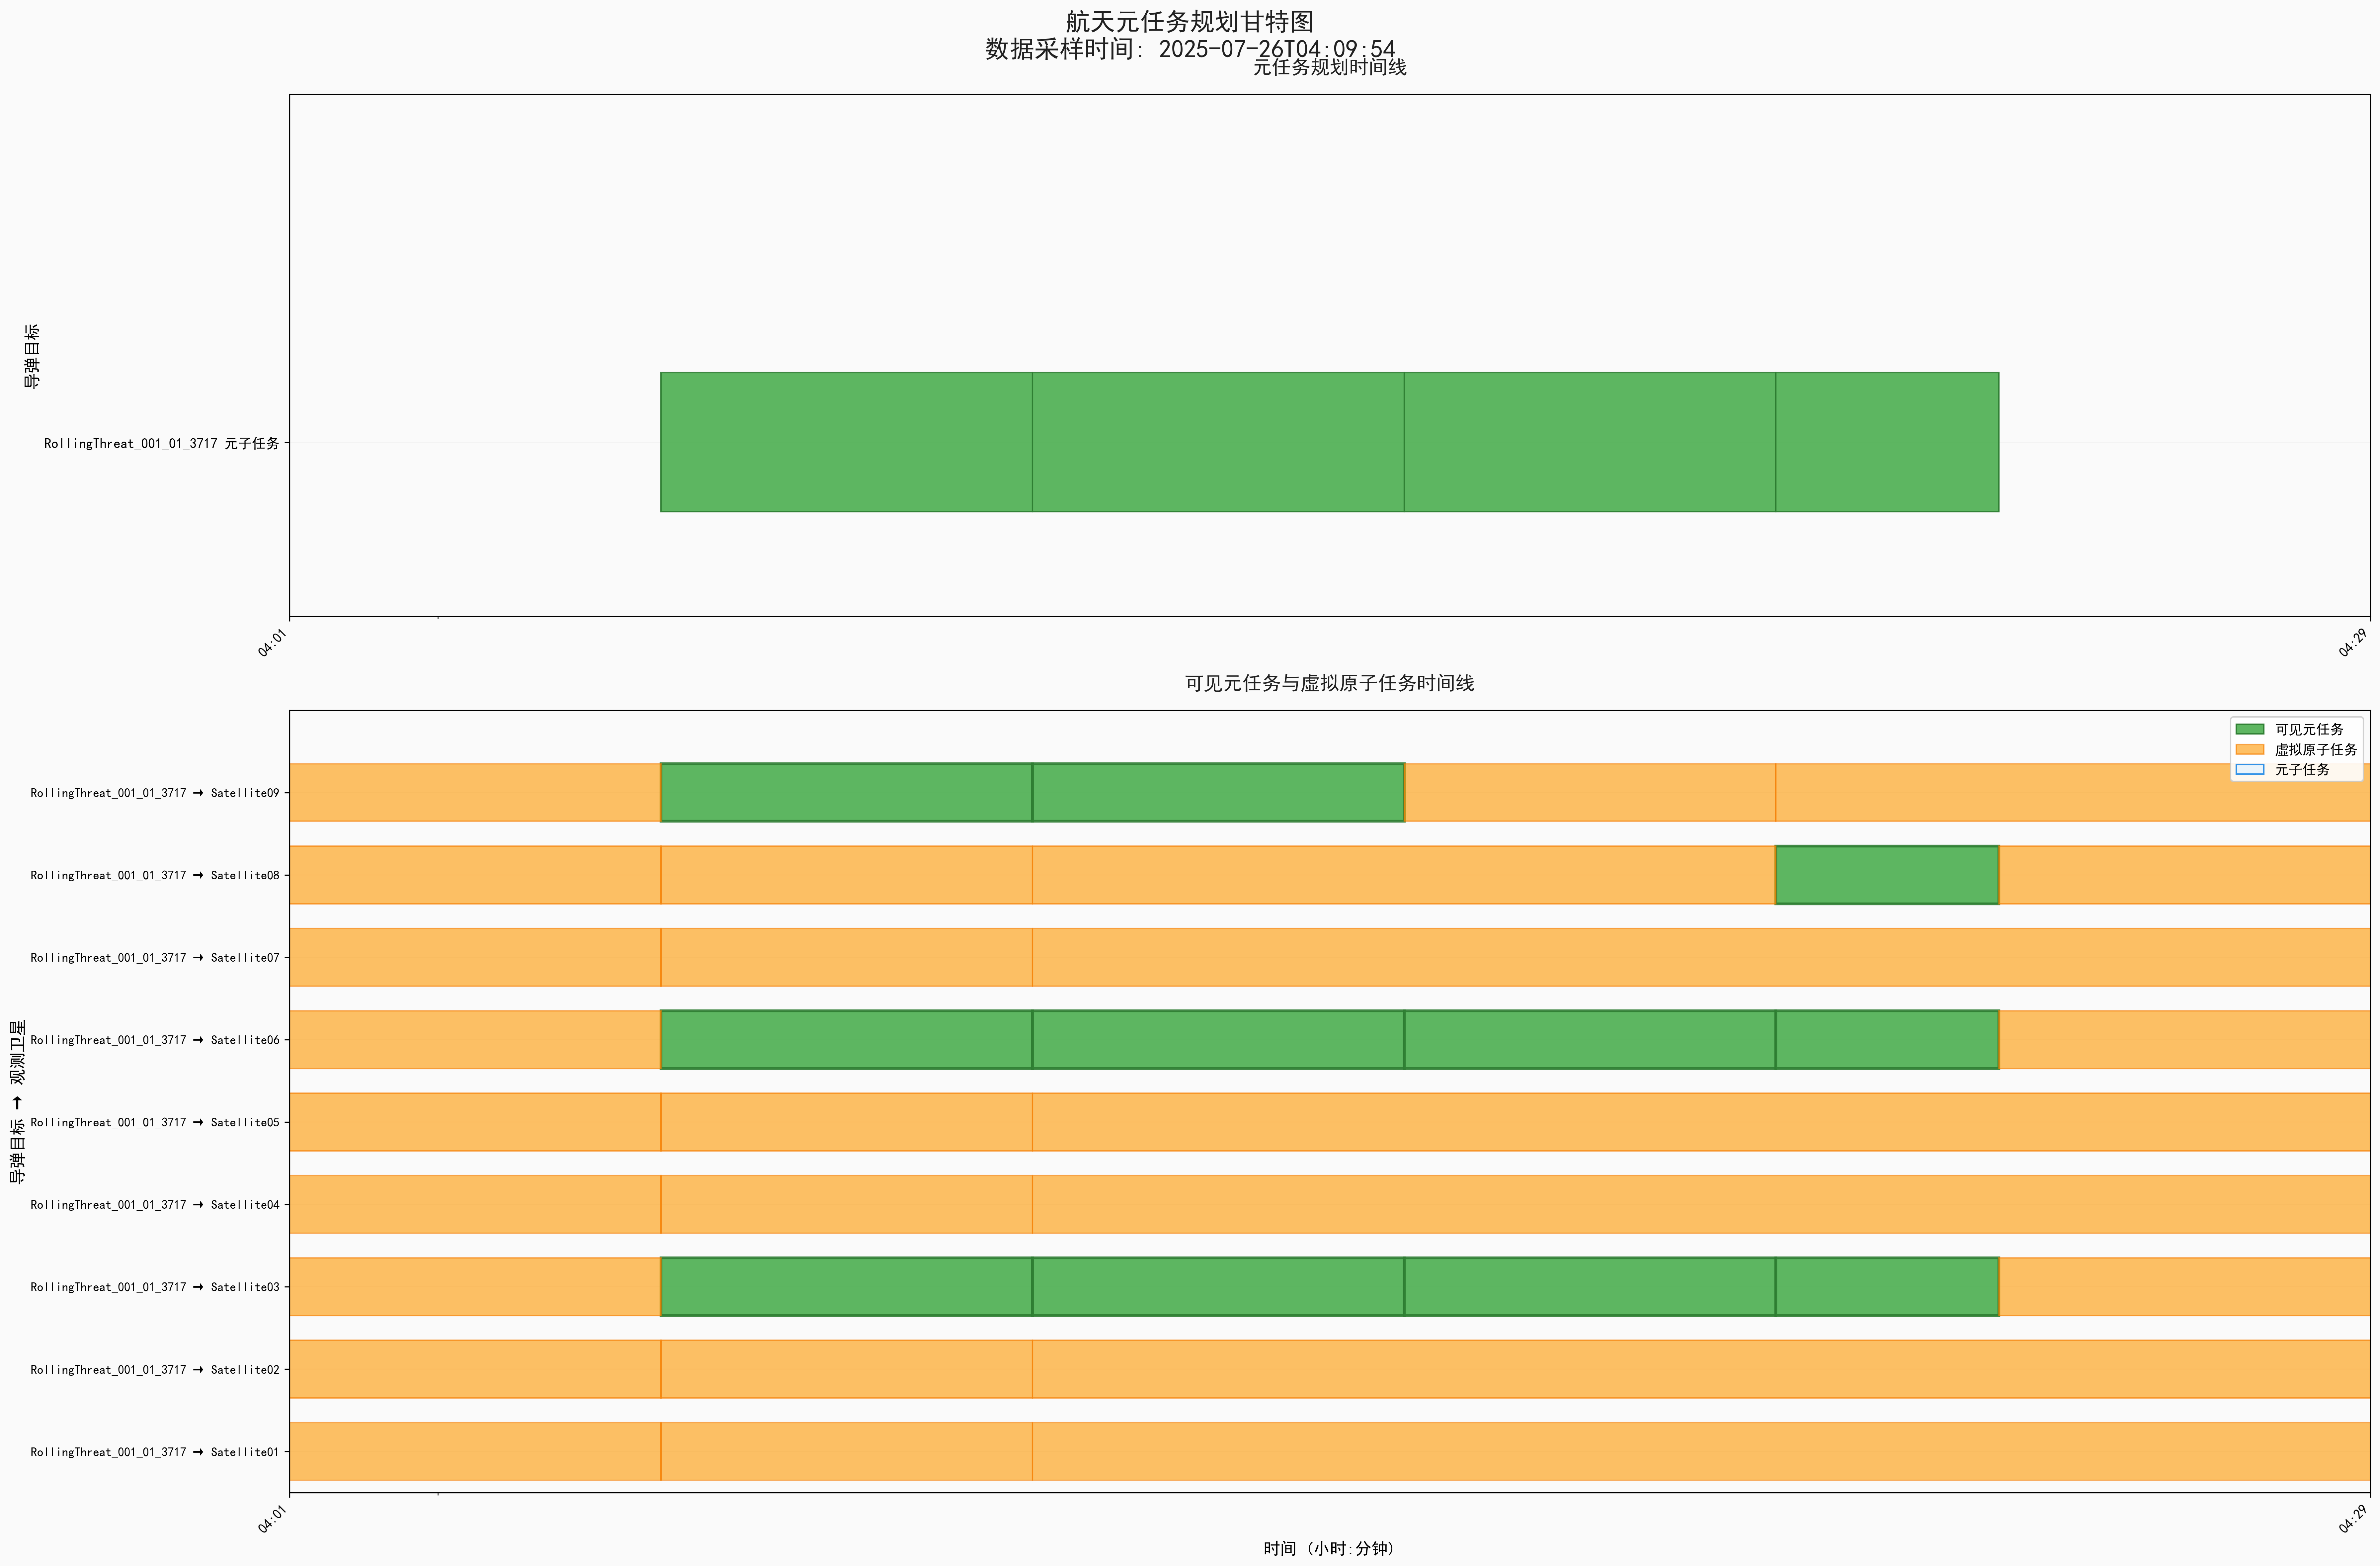 航天元任务规划甘特图
数据采样时间: 2025-07-26T04:09:54
元任务规划时间线
导弹目标
RollingThreat_001_01_3717 元子任务
04:01
04:29
可见元任务与虚拟原子任务时间线
可见元任务
虚拟原子任务
元子任务
导弹目标 → 观测卫星
RollingThreat_001_01_3717 → Satellite09
RollingThreat_001_01_3717 → Satellite08
RollingThreat_001_01_3717 → Satellite07
RollingThreat_001_01_3717 → Satellite06
RollingThreat_001_01_3717 → Satellite05
RollingThreat_001_01_3717 → Satellite04
RollingThreat_001_01_3717 → Satellite03
RollingThreat_001_01_3717 → Satellite02
RollingThreat_001_01_3717 → Satellite01
04:01
04:29
时间 (小时:分钟)